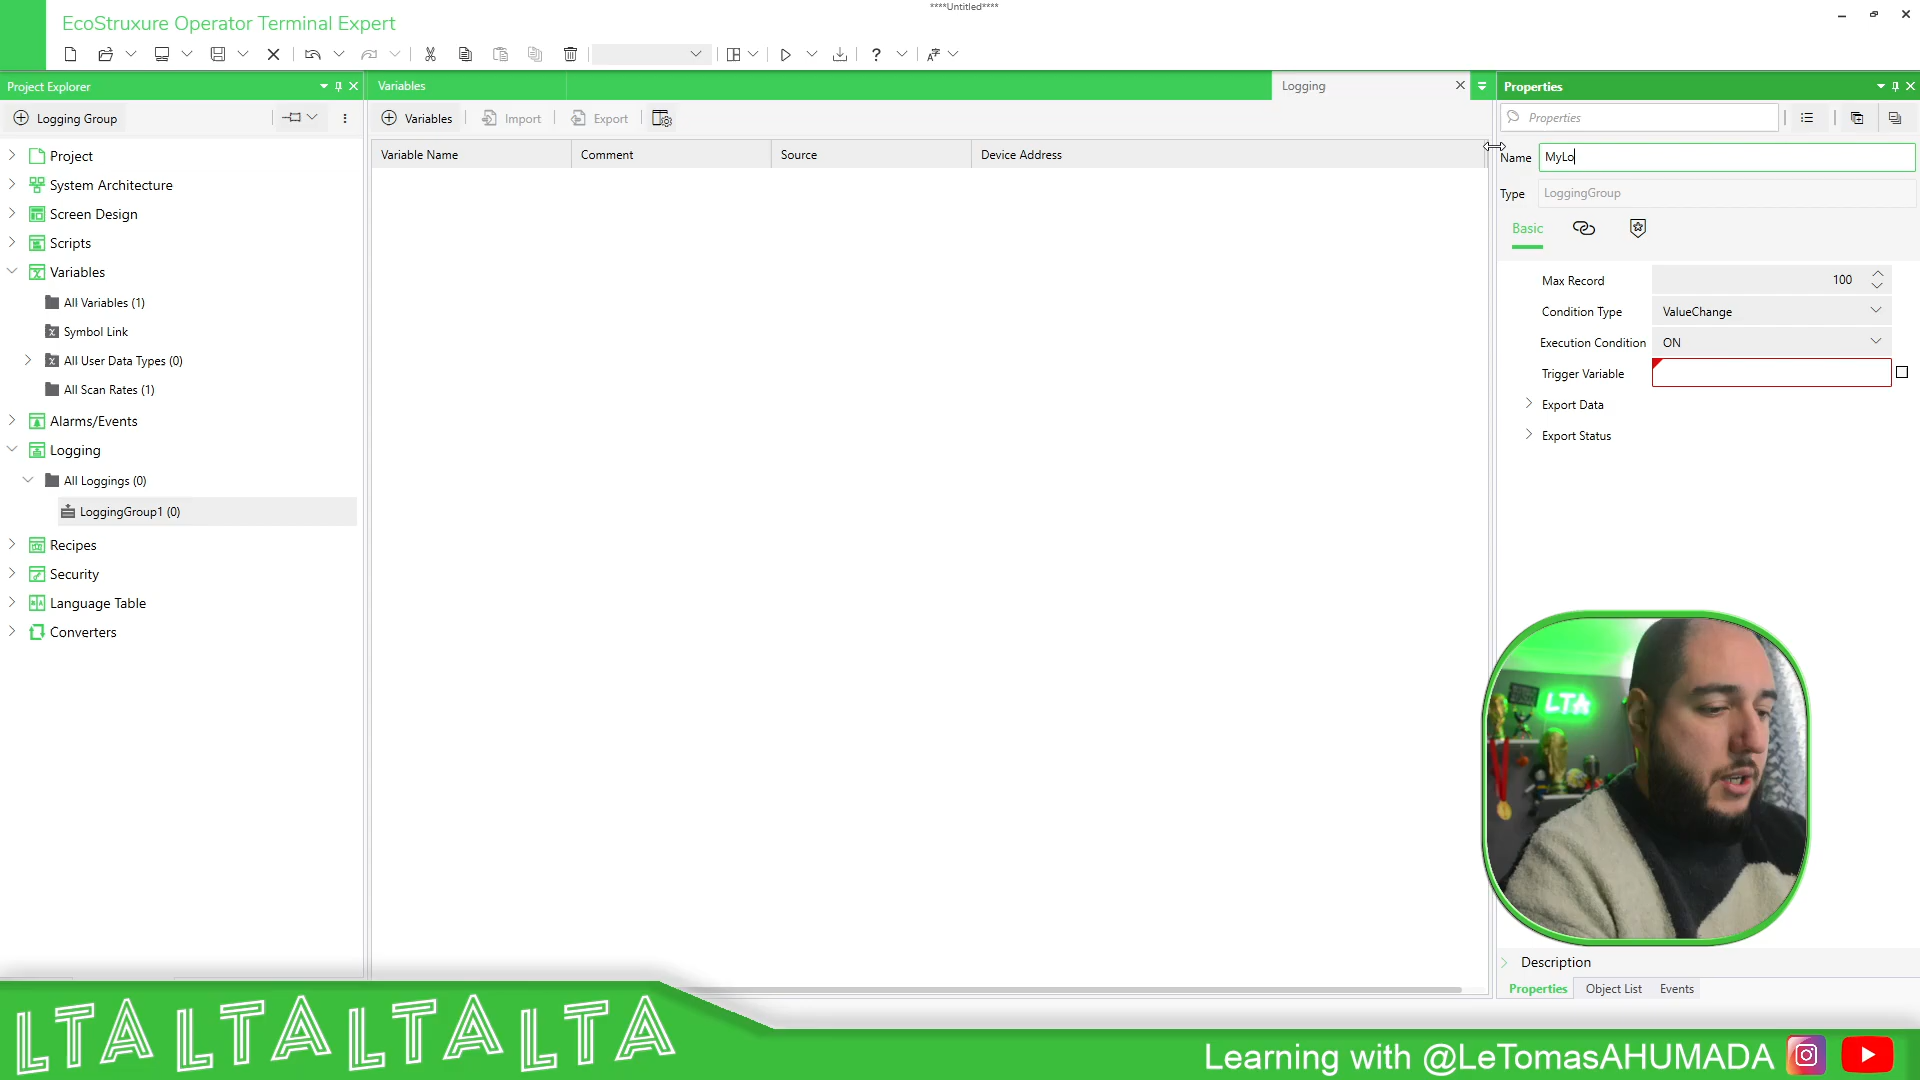 ****Untitled****
EcoStruxure Operator Terminal Expert
Project Explorer
Variables
Logging
Properties
Logging Group
Variables
Import
Export
Properties
Variable Name
Comment
Source
Device Address
Name
MyLo
Type
LoggingGroup
Basic
Max Record
100
Condition Type
ValueChange
Execution Condition
ON
Trigger Variable
Export Data
Export Status
Project
System Architecture
Screen Design
Scripts
Variables
All Variables (1)
Symbol Link
All User Data Types (0)
All Scan Rates (1)
Alarms/Events
Logging
All Loggings (0)
LoggingGroup1 (0)
Recipes
Security
Language Table
Converters
LTA
Description
Properties
Object List
Events
LTA LTA LTA LTA
Learning with @LeTomasAHUMADA